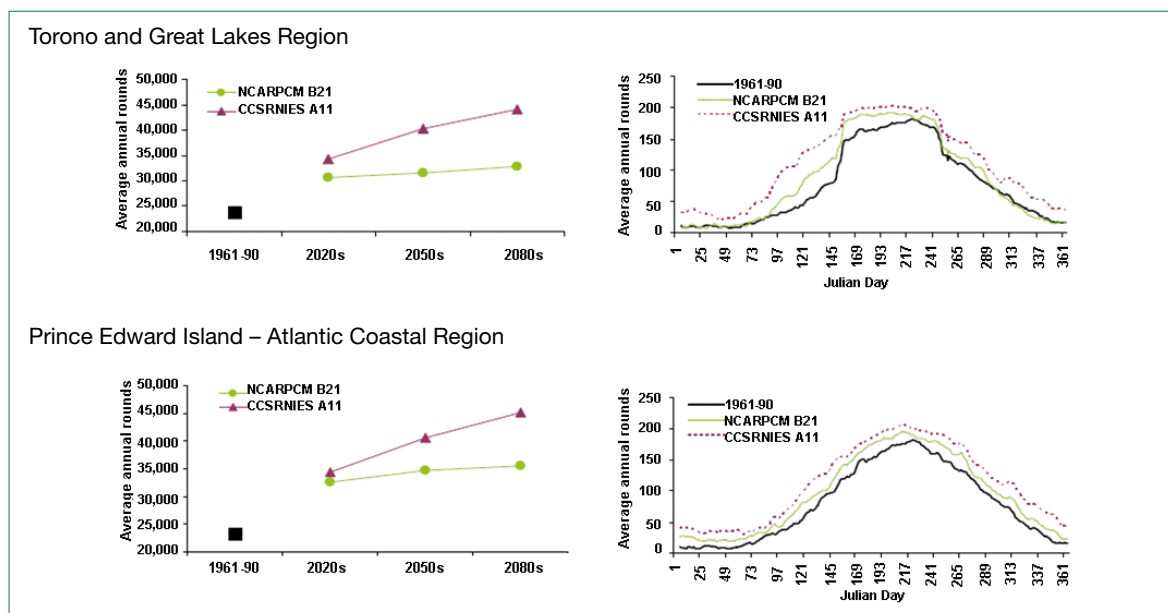 Torono and Great Lakes Region
50,000
45,000
40,000
35,000
30,000
25,000
20,000
Average annual rounds
NCARPCM B21
CCSRNIES A11
1961-90
2020s
2050s
2080s
250
200
150
100
50
0
Average annual rounds
1961-90
NCARPCM B21
CCSRNIES A11
1
25
49
73
97
121
145
169
193
217
241
265
289
313
337
361
Julian Day
Prince Edward Island – Atlantic Coastal Region
50,000
45,000
40,000
35,000
30,000
25,000
20,000
Average annual rounds
NCARPCM B21
CCSRNIES A11
1961-90
2020s
2050s
2080s
250
200
150
100
50
0
Average annual rounds
1961-90
NCARPCM B21
CCSRNIES A11
1
25
49
73
97
121
145
169
193
217
241
265
289
313
337
361
Julian Day